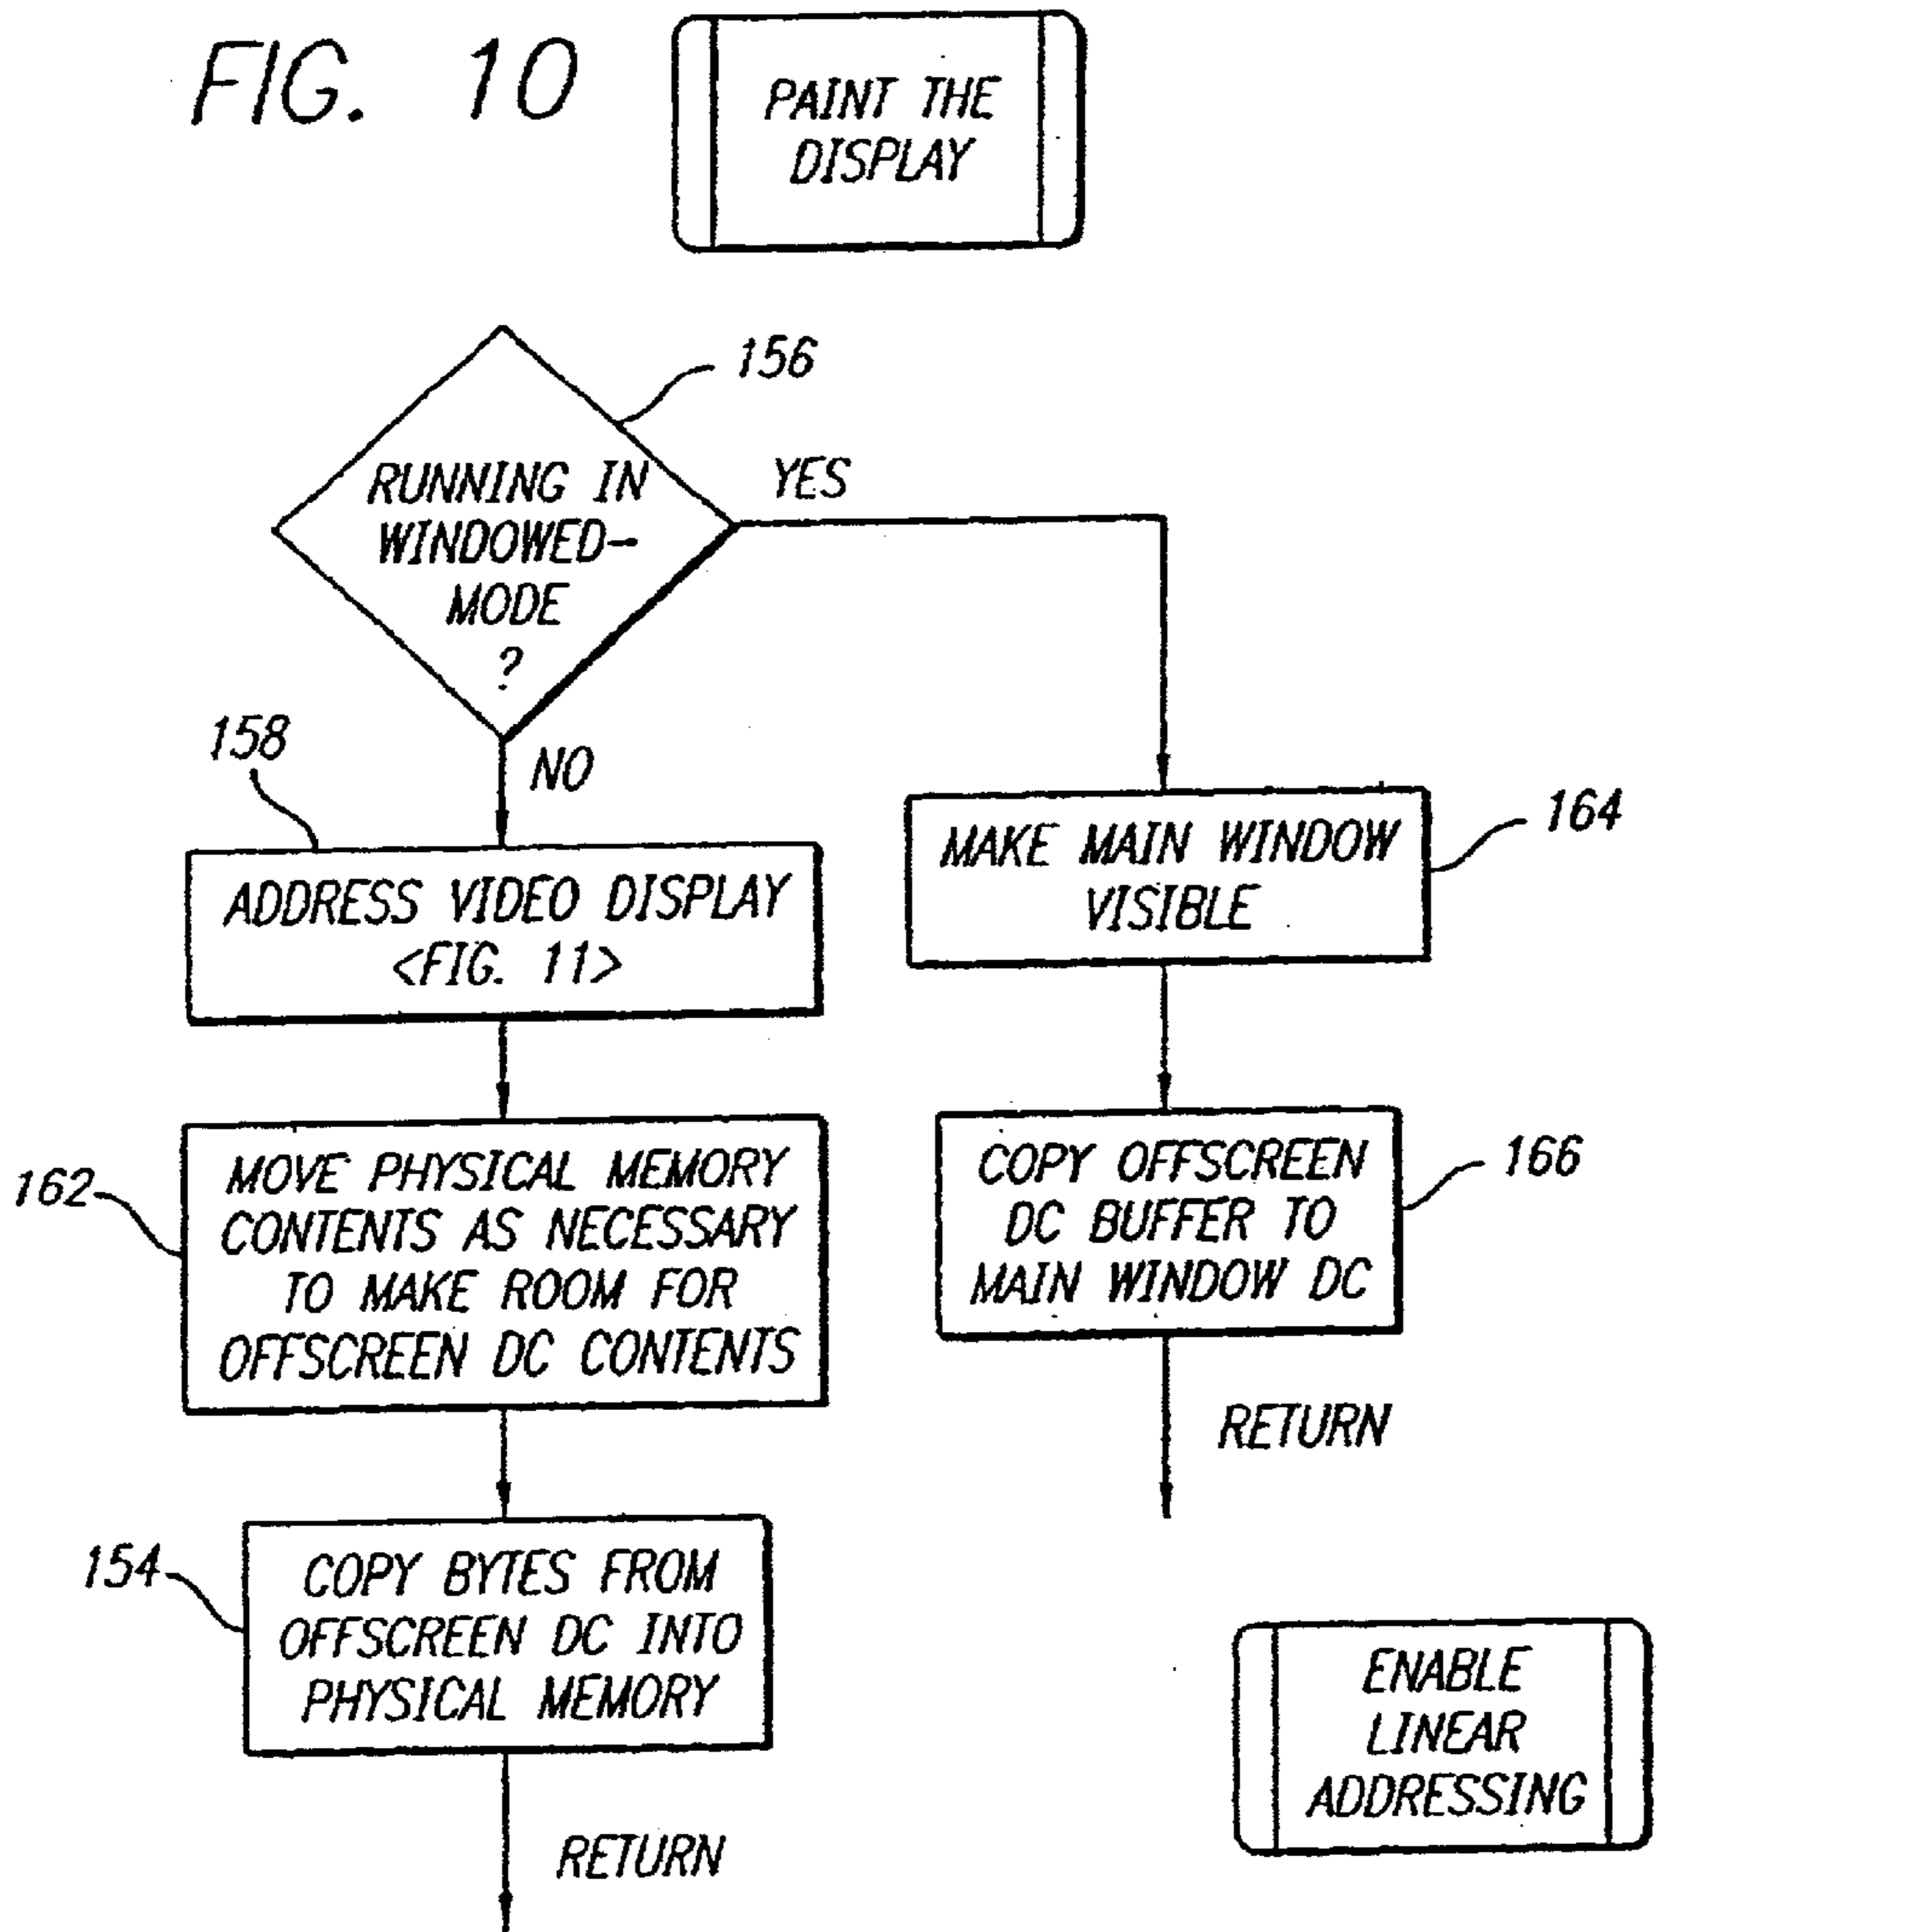 FIG. 10
PAINT THE
DISPLAY
156
RUNNING IN
WINDOWED-
MODE
?
YES
NO
158
ADDRESS VIDEO DISPLAY
<FIG. 11>
164
MAKE MAIN WINDOW
VISIBLE
162
MOVE PHYSICAL MEMORY
CONTENTS AS NECESSARY
TO MAKE ROOM FOR
OFFSCREEN DC CONTENTS
166
COPY OFFSCREEN
DC BUFFER TO
MAIN WINDOW DC
RETURN
154
COPY BYTES FROM
OFFSCREEN DC INTO
PHYSICAL MEMORY
RETURN
ENABLE
LINEAR
ADDRESSING